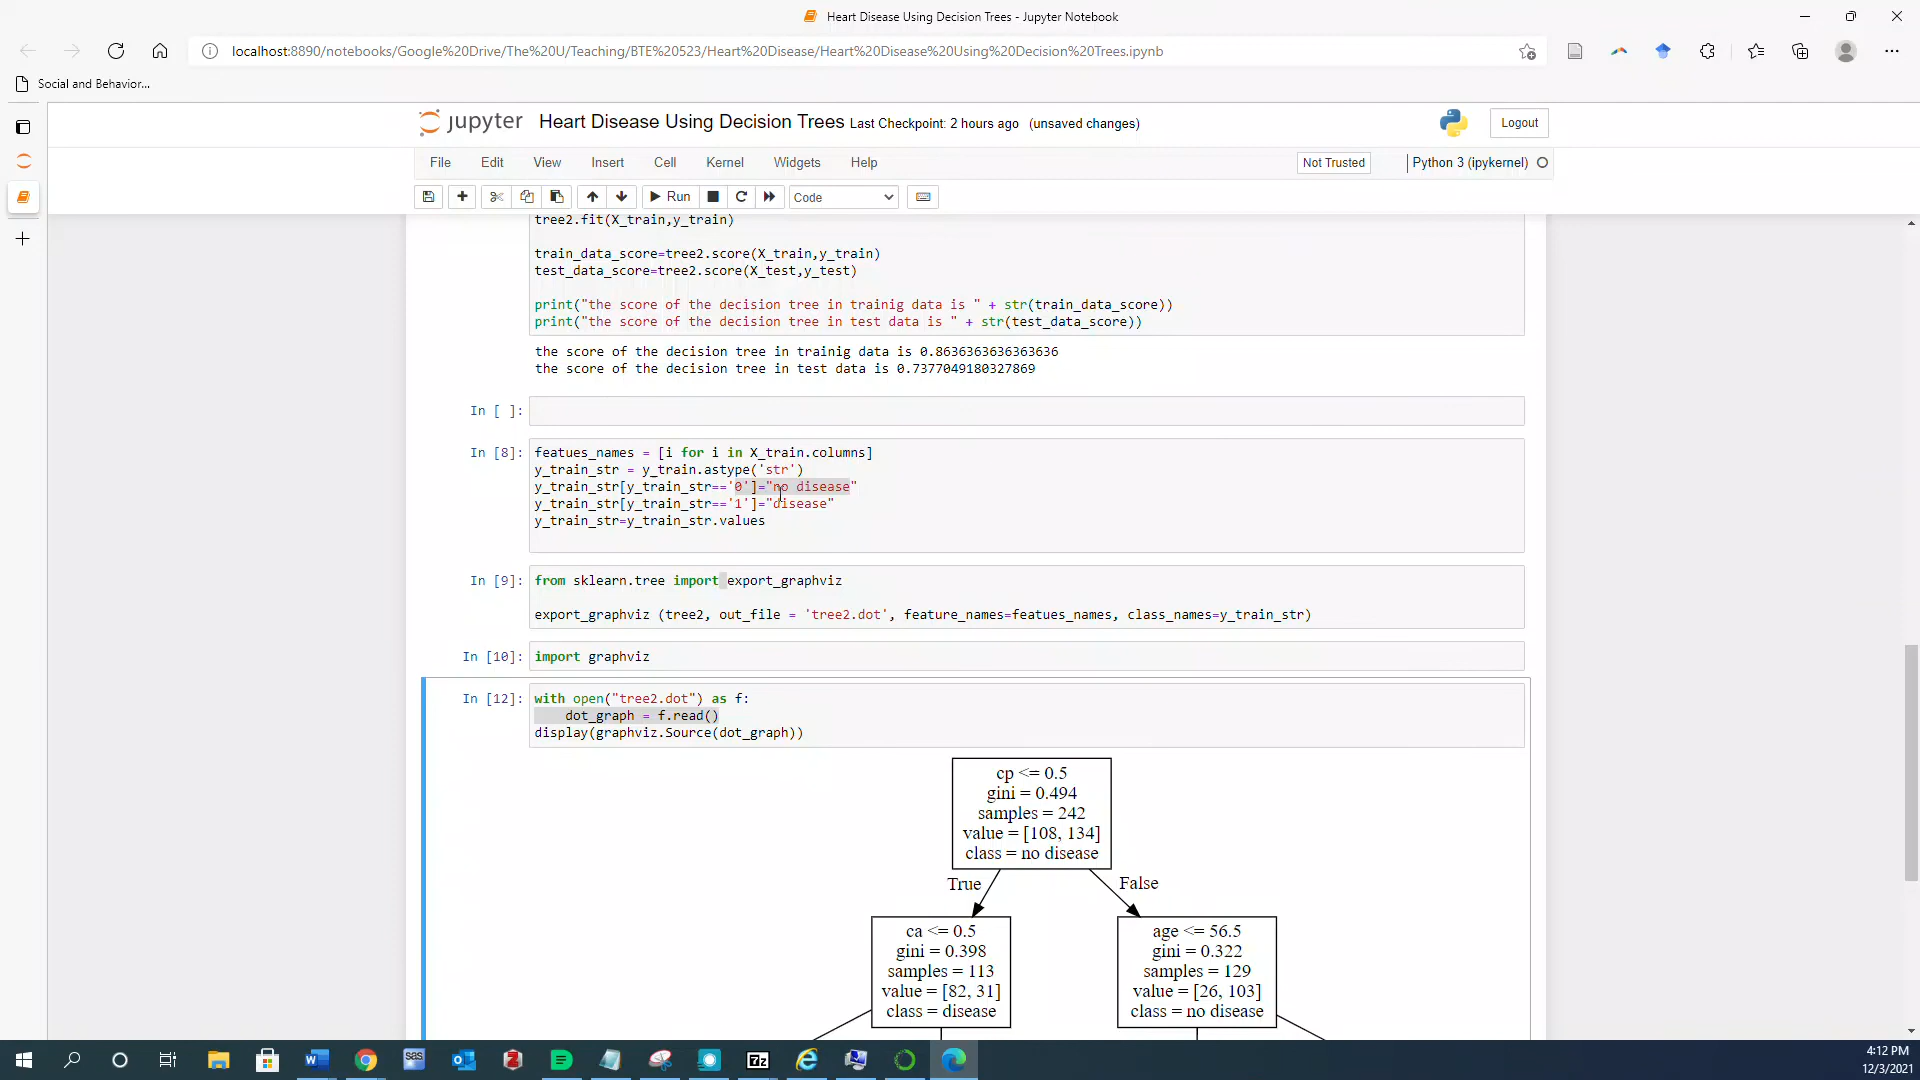 Heart Disease Using Decision Trees - Jupyter Notebook
localhost:8890/notebooks/Google%20Drive/The%20U/Teaching/BTE%20523/Heart%20Disease/Heart%20Disease%20Using%20Decision%20Trees.ipynb
Social and Behavior...
jupyter Heart Disease Using Decision Trees Last Checkpoint: 2 hours ago (unsaved changes) Logout
File Edit View Insert Cell Kernel Widgets Help Not Trusted Python 3 (ipykernel)
Run Code
tree2.fit(X_train,y_train)
train_data_score=tree2.score(X_train,y_train)
test_data_score=tree2.score(X_test,y_test)
print("the score of the decision tree in trainig data is " + str(train_data_score))
print("the score of the decision tree in test data is " + str(test_data_score))
the score of the decision tree in trainig data is 0.8636363636363636
the score of the decision tree in test data is 0.7377049180327869
In [ ]:
In [8]: featues_names = [i for i in X_train.columns]
y_train_str = y_train.astype('str')
y_train_str[y_train_str=='0']="no disease"
y_train_str[y_train_str=='1']="disease"
y_train_str=y_train_str.values
In [9]: from sklearn.tree import export_graphviz
export_graphviz (tree2, out_file = 'tree2.dot', feature_names=featues_names, class_names=y_train_str)
In [10]: import graphviz
In [12]: with open("tree2.dot") as f:
dot_graph = f.read()
display(graphviz.Source(dot_graph))
cp <= 0.5
gini = 0.494
samples = 242
value = [108, 134]
class = no disease
True False
ca <= 0.5
gini = 0.398
samples = 113
value = [82, 31]
class = disease
age <= 56.5
gini = 0.322
samples = 129
value = [26, 103]
class = no disease
sas
7z
4:12 PM
12/3/2021